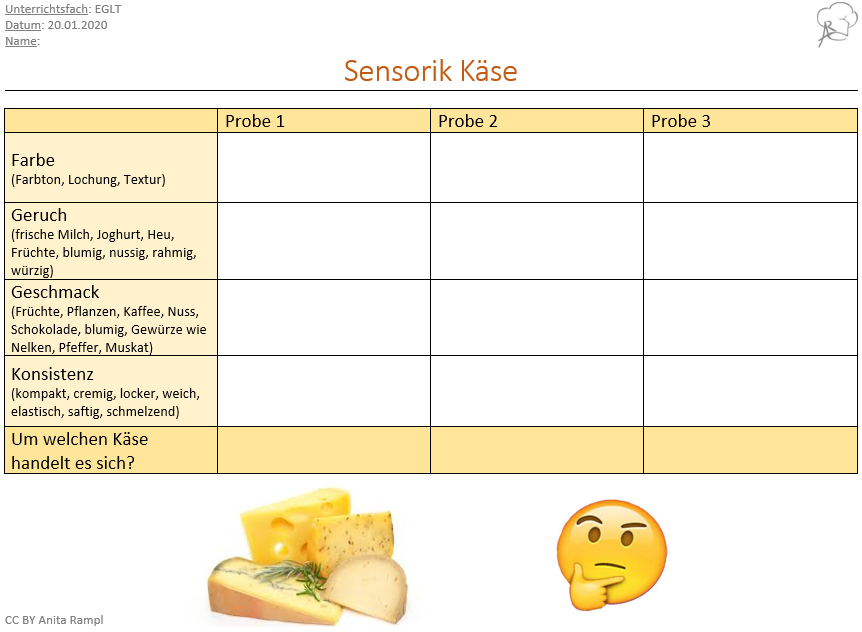 Unterrichtsfach: EGLT
Datum: 20.01.2020
Name:
Sensorik Käse
Probe 1
Probe 2
Probe 3
Farbe
(Farbton, Lochung, Textur)
Geruch
(frische Milch, Joghurt, Heu,
Früchte, blumig, nussig, rahmig,
würzig)
Geschmack
(Früchte, Pflanzen, Kaffee, Nuss,
Schokolade, blumig, Gewürze wie
Nelken, Pfeffer, Muskat)
Konsistenz
(kompakt, cremig, locker, weich,
elastisch, saftig, schmelzend)
Um welchen Käse
handelt es sich?
CC BY Anita Rampl